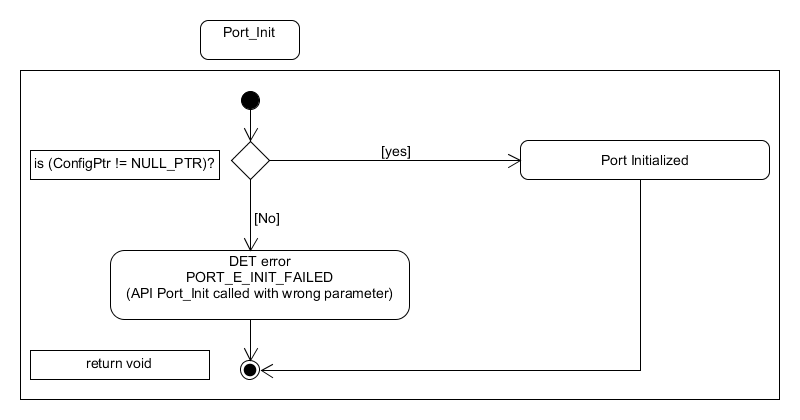 Port_Init
is (ConfigPtr != NULL_PTR)?
[yes]
Port Initialized
[No]
DET error
PORT_E_INIT_FAILED
(API Port_Init called with wrong parameter)
return void